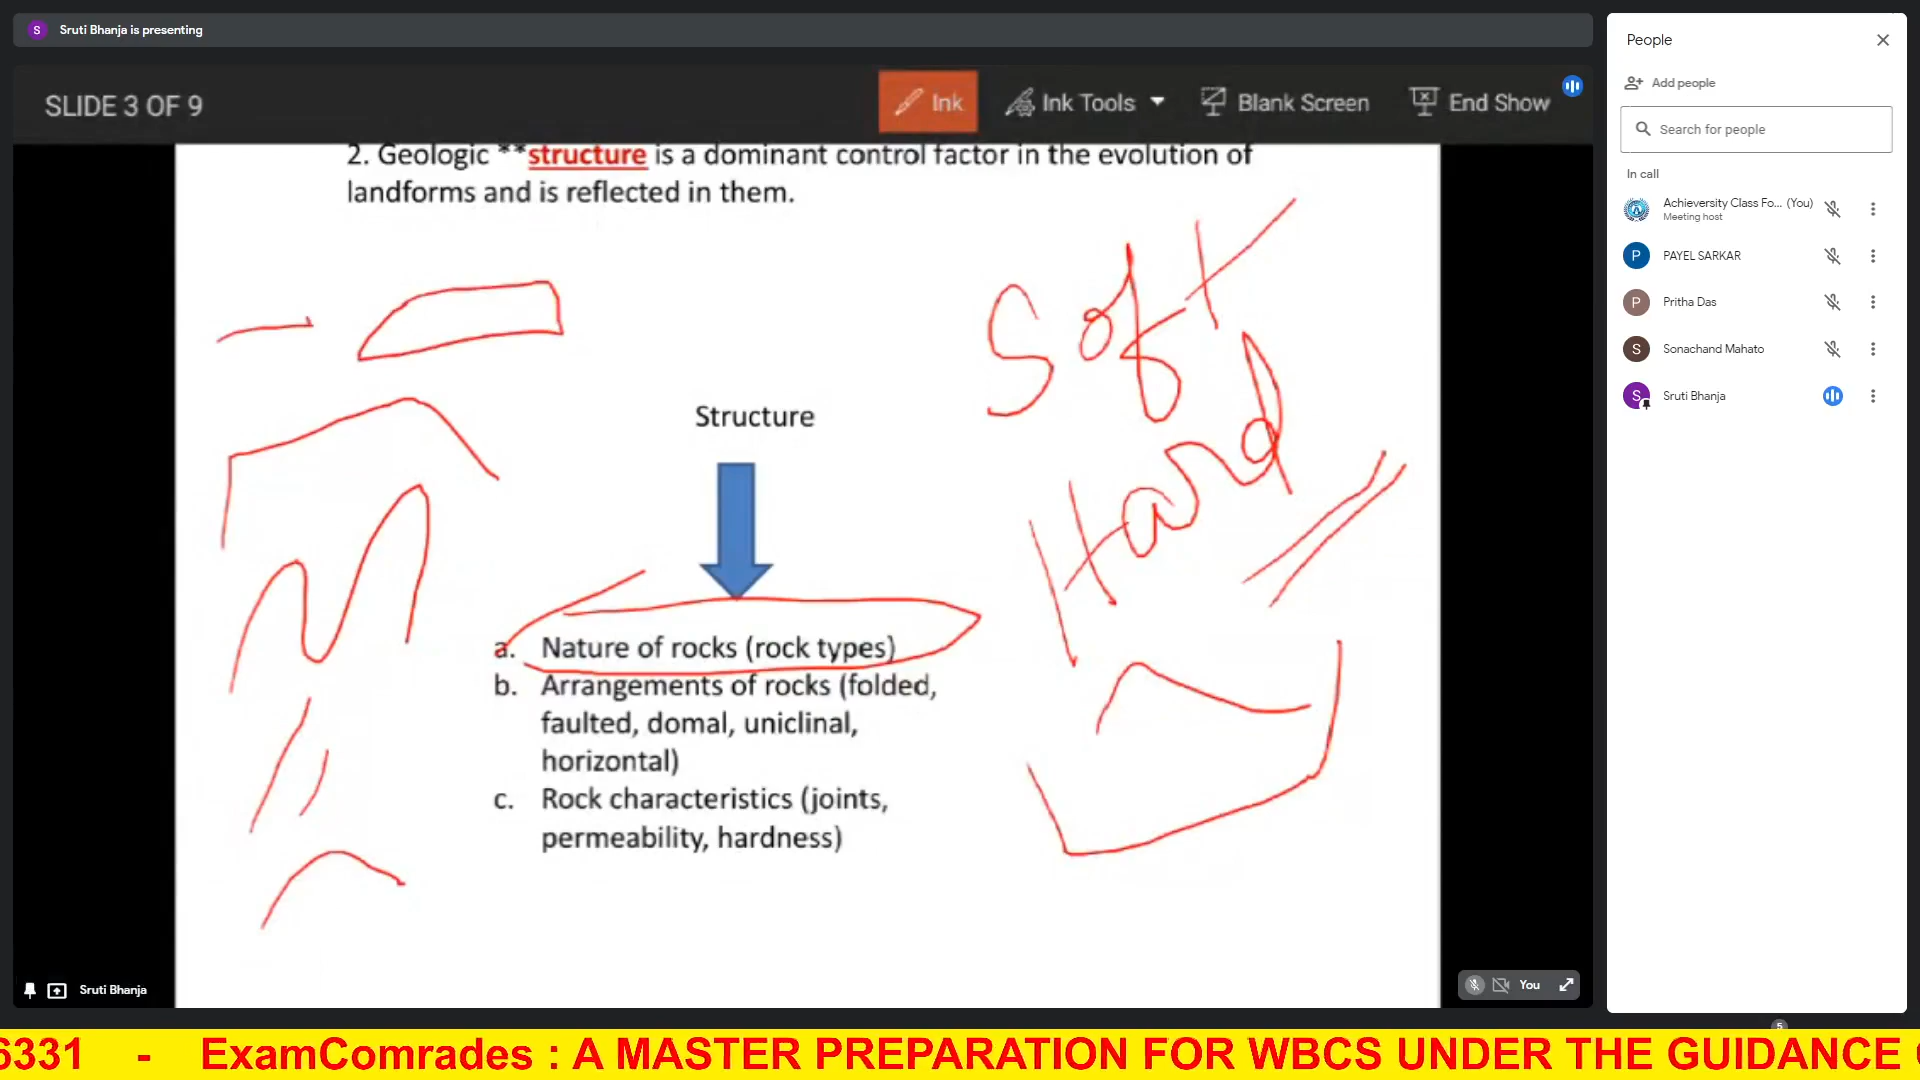 S Sruti Bhanja is presenting
SLIDE 3 OF 9
Ink
Ink Tools
Blank Screen
End Show
2. Geologic **structure is a dominant control factor in the evolution of
landforms and is reflected in them.
Soft
Hard
Structure
a. Nature of rocks (rock types)
b. Arrangements of rocks (folded,
faulted, domal, uniclinal,
horizontal)
c. Rock characteristics (joints,
permeability, hardness)
Sruti Bhanja
You
People
Add people
Search for people
In call
Achieversity Class Fo... (You)
Meeting host
P PAYEL SARKAR
P Pritha Das
S Sonachand Mahato
S Sruti Bhanja
5
6331 - ExamComrades : A MASTER PREPARATION FOR WBCS UNDER THE GUIDANCE